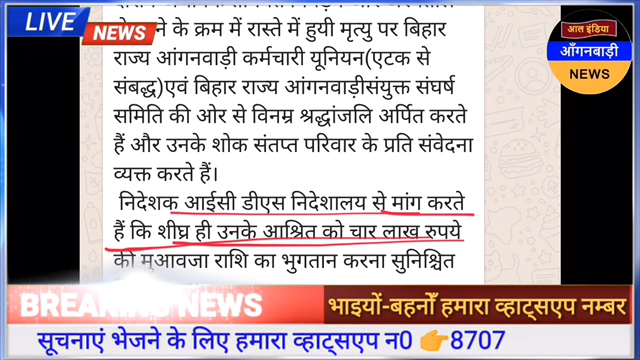 LIVE NEWS
के क्रम में रास्ते में हुयी मृत्यु पर बिहार
राज्य आंगनवाड़ी कर्मचारी यूनियन(एटक से
संबद्ध)एवं बिहार राज्य आंगनवाड़ीसंयुक्त संघर्ष
समिति की ओर से विनम्र श्रद्धांजलि अर्पित करते
हैं और उनके शोक संतप्त परिवार के प्रति संवेदना
व्यक्त करते हैं।
निदेशक आईसी डीएस निदेशालय से मांग करते
हैं कि शीघ्र ही उनके आश्रित को चार लाख रुपये
की मुआवजा राशि का भुगतान करना सुनिश्चित
आल इंडिया
आँगनबाड़ी
NEWS
BREAKING NEWS
भाइयों-बहनोँ हमारा व्हाट्सएप नम्बर
सूचनाएं भेजने के लिए हमारा व्हाट्सएप न0 👉8707